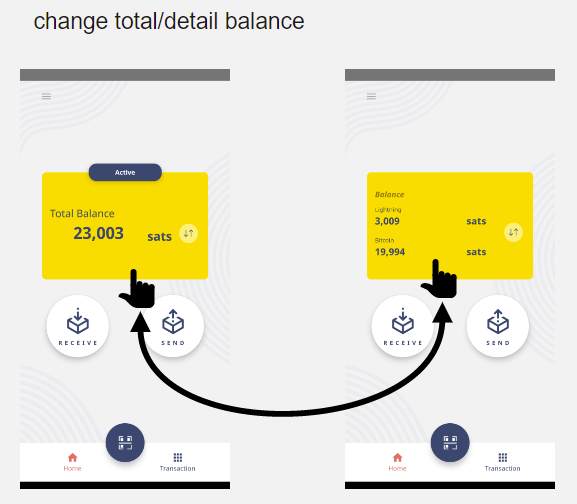 change total/detail balance
Active
Total Balance
23,003 sats
RECEIVE SEND
Home Transaction
Balance
Lightning
3,009 sats
Bitcoin
19,994 sats
RECEIVE SEND
Home Transaction